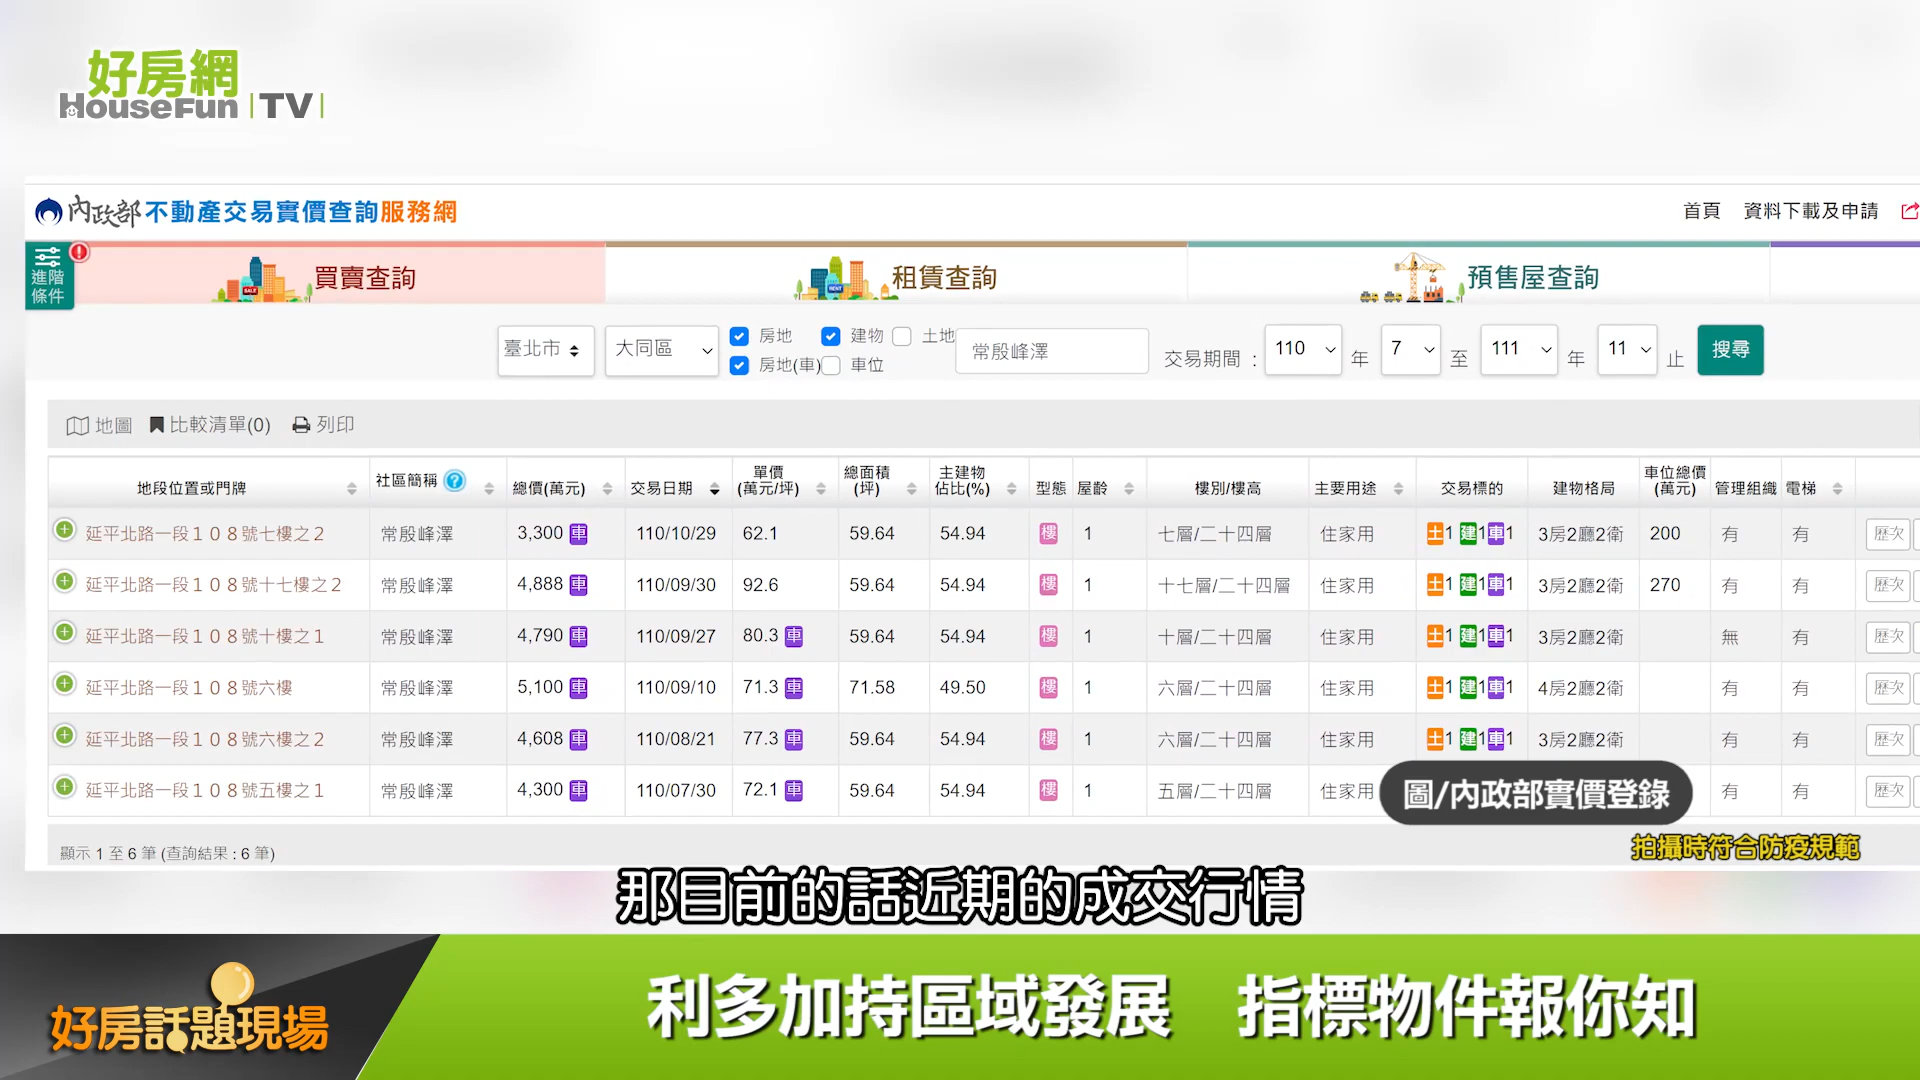 好房網
HouseFun TV
內政部不動產交易實價查詢服務網
首頁 資料下載及申請
進階條件
買賣查詢 租賃查詢 預售屋查詢
臺北市 大同區 房地 建物 土地 房地(車) 車位 常殷峰澤 交易期間： 110 年 7 至 111 年 11 止 搜尋
地圖 比較清單(0) 列印
地段位置或門牌 社區簡稱 總價(萬元) 交易日期 單價(萬元/坪) 總面積(坪) 主建物佔比(%) 型態 屋齡 樓別/樓高 主要用途 交易標的 建物格局 車位總價(萬元) 管理組織 電梯
延平北路一段１０８號七樓之2 常殷峰澤 3,300 車 110/10/29 62.1 59.64 54.94 樓 1 七層/二十四層 住家用 土1 建1車1 3房2廳2衛 200 有 有 歷次
延平北路一段１０８號十七樓之2 常殷峰澤 4,888 車 110/09/30 92.6 59.64 54.94 樓 1 十七層/二十四層 住家用 土1 建1車1 3房2廳2衛 270 有 有 歷次
延平北路一段１０８號十樓之1 常殷峰澤 4,790 車 110/09/27 80.3 車 59.64 54.94 樓 1 十層/二十四層 住家用 土1 建1車1 3房2廳2衛 無 有 歷次
延平北路一段１０８號六樓 常殷峰澤 5,100 車 110/09/10 71.3 車 71.58 49.50 樓 1 六層/二十四層 住家用 土1 建1車1 4房2廳2衛 有 有 歷次
延平北路一段１０８號六樓之2 常殷峰澤 4,608 車 110/08/21 77.3 車 59.64 54.94 樓 1 六層/二十四層 住家用 土1 建1車1 3房2廳2衛 有 有 歷次
延平北路一段１０８號五樓之1 常殷峰澤 4,300 車 110/07/30 72.1 車 59.64 54.94 樓 1 五層/二十四層 住家用 有 有 歷次
圖/內政部實價登錄
顯示 1 至 6 筆 (查詢結果 : 6 筆)
拍攝時符合防疫規範
那目前的話近期的成交行情
好房話題現場
利多加持區域發展 指標物件報你知